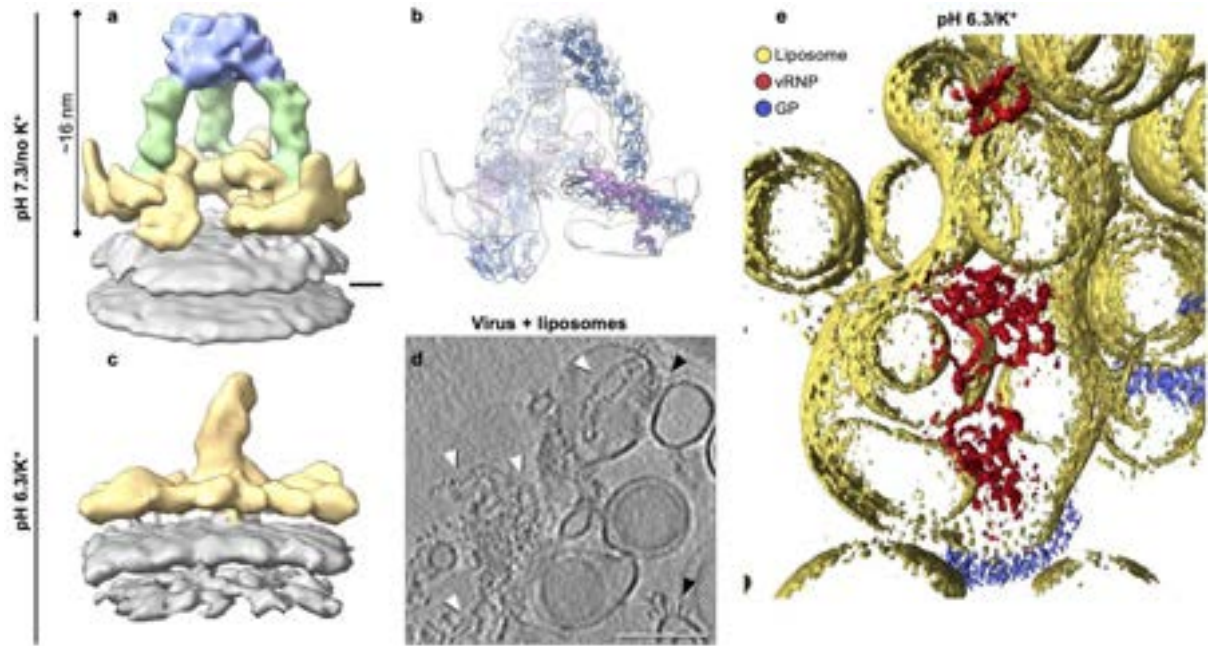 a
b
e
pH 6.3/K⁺
Liposome
vRNP
GP
~16 nm
pH 7.3/no K⁺
Virus + liposomes
c
d
pH 6.3/K⁺